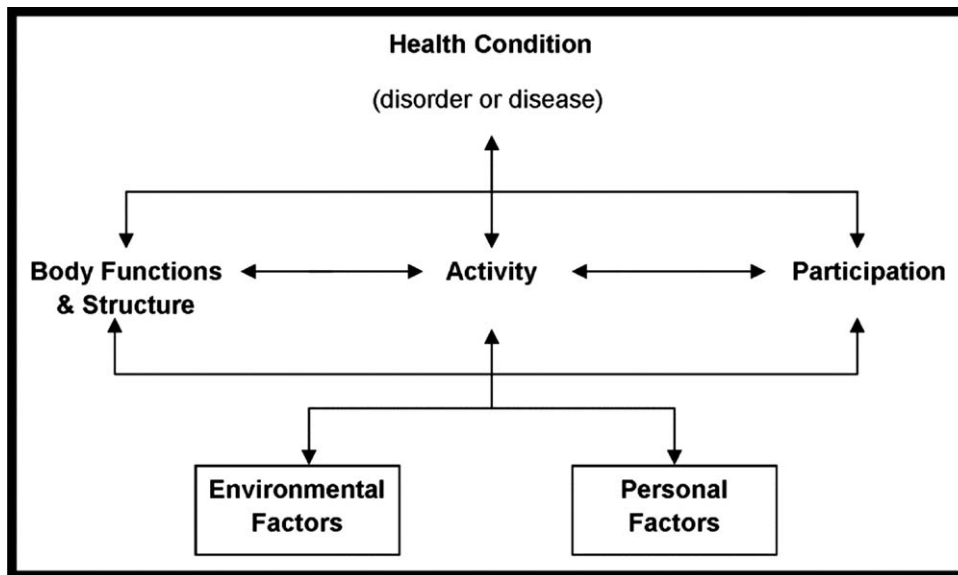 Health Condition
(disorder or disease)
Body Functions
& Structure
Activity
Participation
Environmental
Factors
Personal
Factors